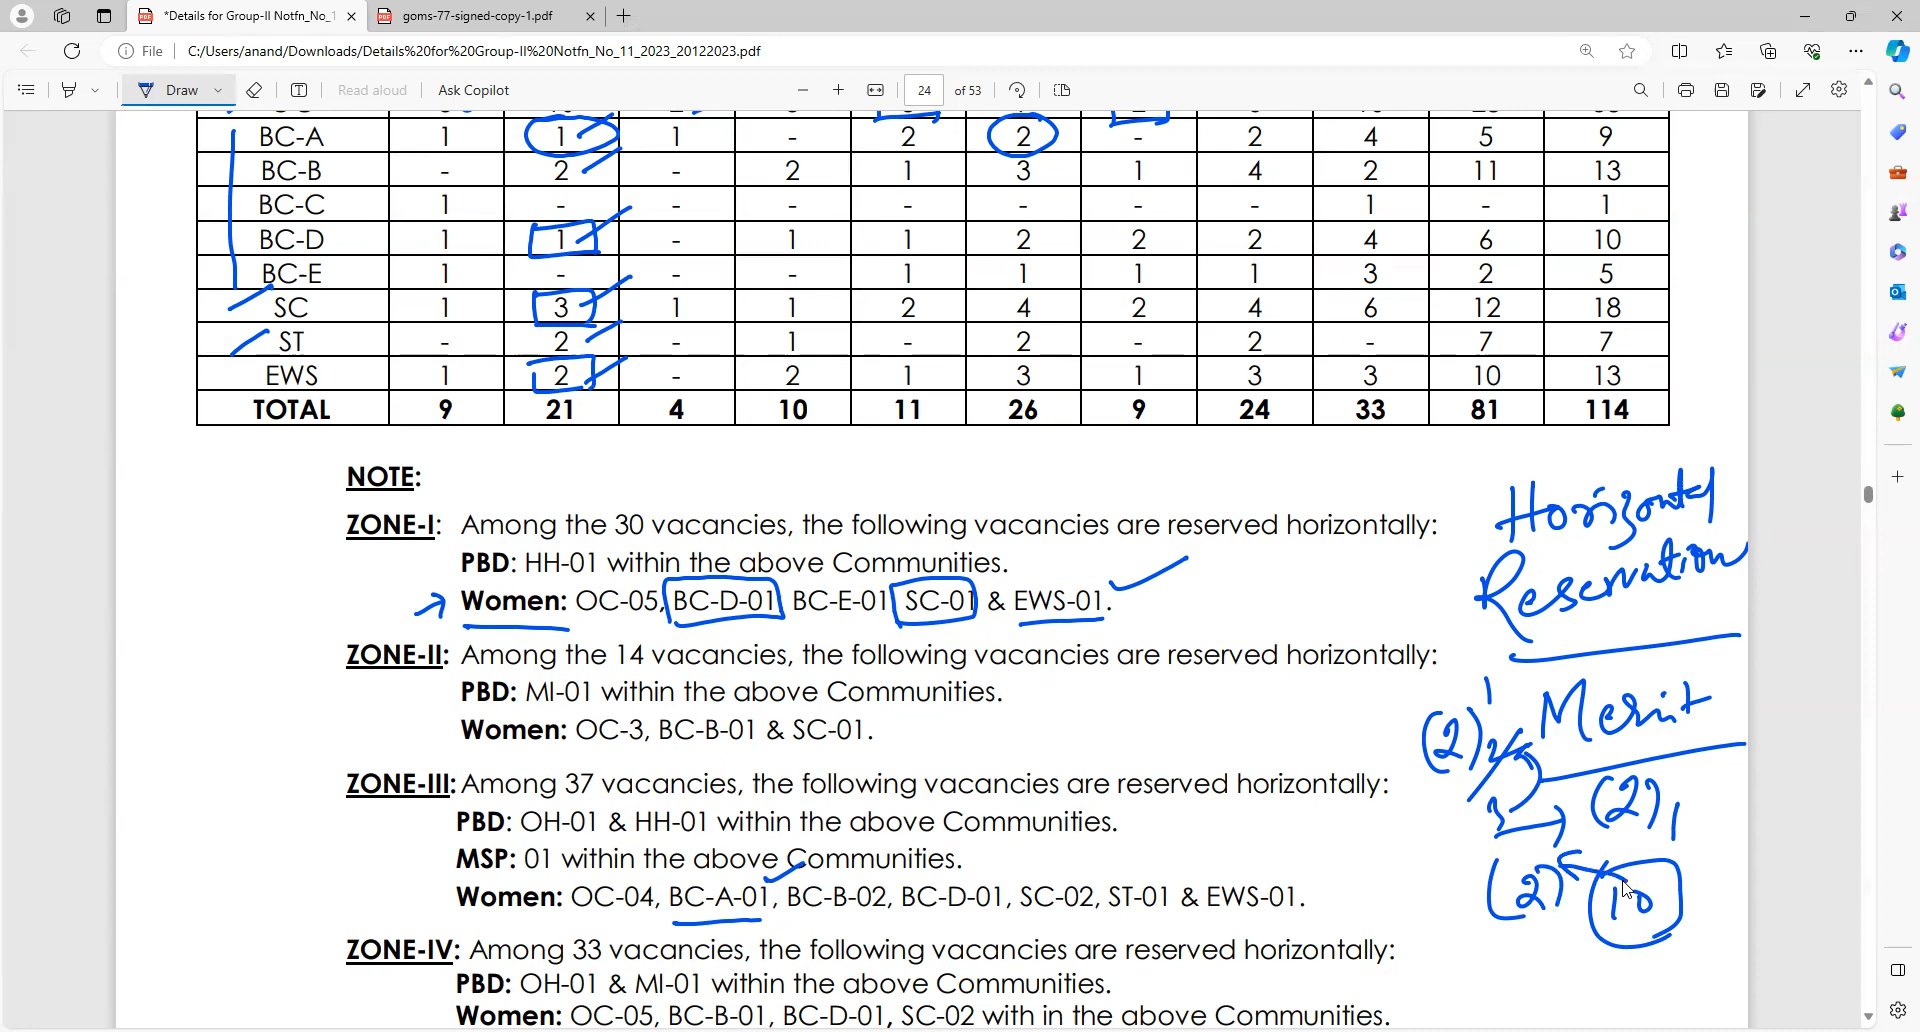 *Details for Group-II Notfn_No_1
goms-77-signed-copy-1.pdf
File C:/Users/anand/Downloads/Details%20for%20Group-II%20Notfn_No_11_2023_20122023.pdf
Draw Read aloud Ask Copilot 24 of 53
BC-A 1 1 1 - 2 2 - 2 4 5 9
BC-B - 2 - 2 1 3 1 4 2 11 13
BC-C 1 - - - - - - - 1 - 1
BC-D 1 1 - 1 1 2 2 2 4 6 10
BC-E 1 - - - 1 1 1 1 3 2 5
SC 1 3 1 1 2 4 2 4 6 12 18
ST - 2 - 1 - 2 - 2 - 7 7
EWS 1 2 - 2 1 3 1 3 3 10 13
TOTAL 9 21 4 10 11 26 9 24 33 81 114
NOTE:
ZONE-I: Among the 30 vacancies, the following vacancies are reserved horizontally:
PBD: HH-01 within the above Communities.
Women: OC-05, BC-D-01 BC-E-01 SC-01 & EWS-01.
ZONE-II: Among the 14 vacancies, the following vacancies are reserved horizontally:
PBD: MI-01 within the above Communities.
Women: OC-3, BC-B-01 & SC-01.
ZONE-III: Among 37 vacancies, the following vacancies are reserved horizontally:
PBD: OH-01 & HH-01 within the above Communities.
MSP: 01 within the above Communities.
Women: OC-04, BC-A-01, BC-B-02, BC-D-01, SC-02, ST-01 & EWS-01.
ZONE-IV: Among 33 vacancies, the following vacancies are reserved horizontally:
PBD: OH-01 & MI-01 within the above Communities.
Women: OC-05, BC-B-01, BC-D-01, SC-02 with in the above Communities.
Horizontal
Reservation
Merit
(2) 1
2
3 (2) 1
(2) 10